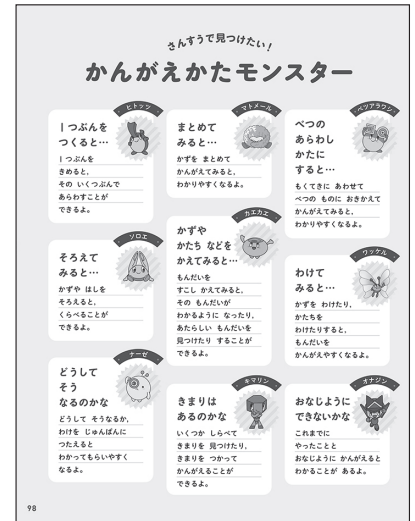 さんすうで見つけたい!
かんがえかたモンスター
ヒトッツ
1つぶんを
つくると…
1つぶんを
きめると、
その いくつぶんで
あらわすことが
できるよ。
ソロエ
そろえて
みると…
かずや はしを
そろえると、
くらべることが
できるよ。
ナーゼ
どうして
そう
なるのかな
どうして そうなるか、
わけを じゅんばんに
つたえると
わかってもらいやすく
なるよ。
マトメール
まとめて
みると…
かずを まとめて
かんがえてみると、
わかりやすくなるよ。
カエカエ
かずや
かたち などを
かえてみると…
もんだいを
すこし かえてみると、
その もんだいが
わかるように なったり、
あたらしい もんだいを
見つけたり することが
できるよ。
キマリン
きまりは
あるのかな
いくつか しらべて
きまりを 見つけたり、
きまりを つかって
かんがえることが
できるよ。
ベツアラワシ
べつの
あらわし
かたに
すると…
もくてきに あわせて
べつの ものに おきかえて
かんがえてみると、
わかりやすくなるよ。
ワッケル
わけて
みると…
かずを わけたり、
かたちを
わけたりすると、
もんだいを
かんがえやすくなるよ。
オナジン
おなじように
できないかな
これまでに
やったことと
おなじように かんがえると
わかることが あるよ。
98